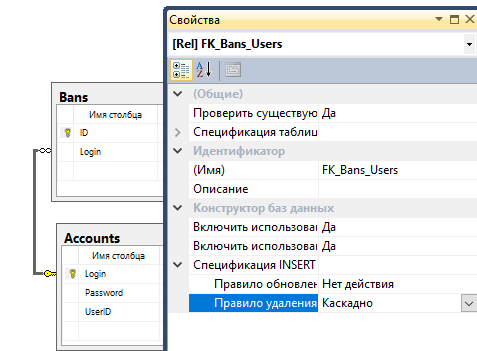 Свойства
[Rel] FK_Bans_Users
(Общие)
Проверить существую Да
Спецификация таблиц
Идентификатор
(Имя) FK_Bans_Users
Описание
Конструктор баз данных
Включить использован Да
Включить использован Да
Спецификация INSERT
Правило обновлен Нет действия
Правило удаления Каскадно
Bans
Имя столбца
ID
Login
Accounts
Имя столбца
Login
Password
UserID